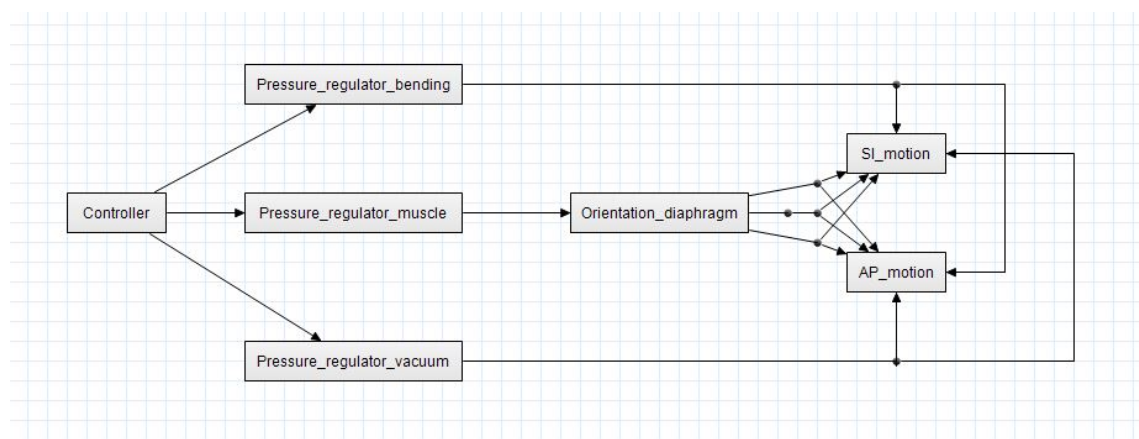 Pressure_regulator_bending
SI_motion
Controller
Pressure_regulator_muscle
Orientation_diaphragm
AP_motion
Pressure_regulator_vacuum